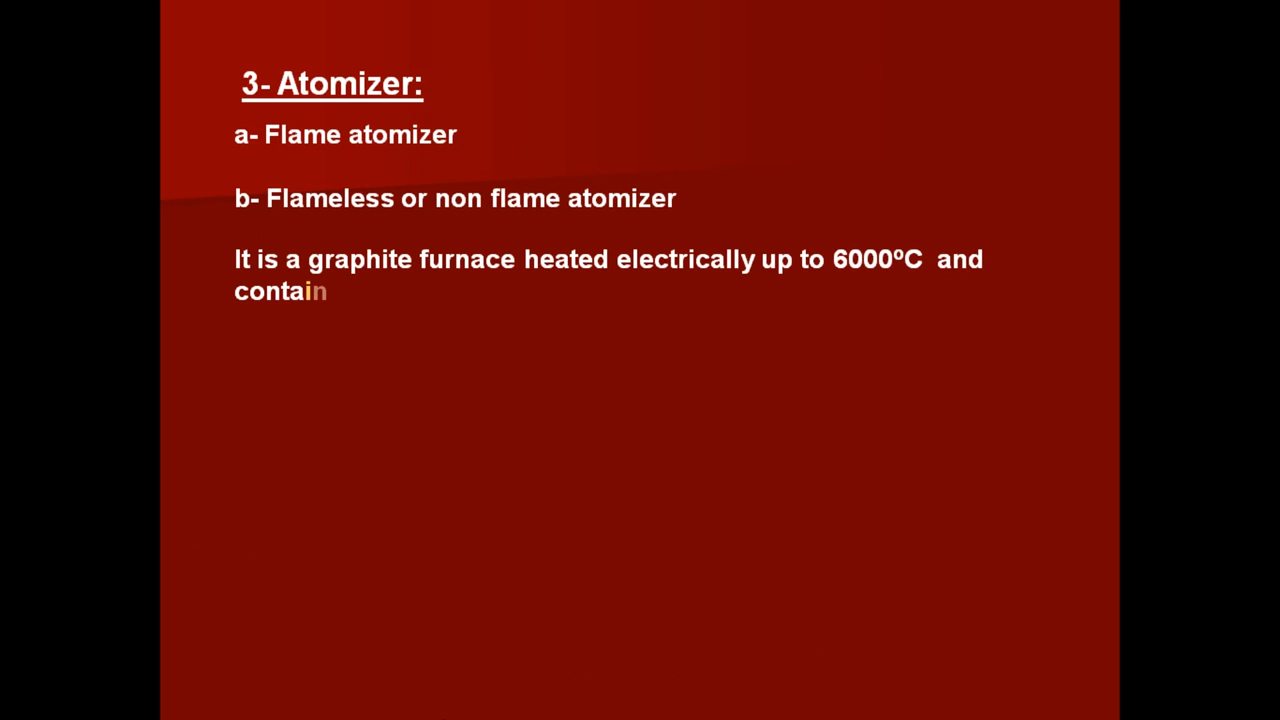 3- Atomizer:
a- Flame atomizer
b- Flameless or non flame atomizer
It is a graphite furnace heated electrically up to 6000ºC and
contain